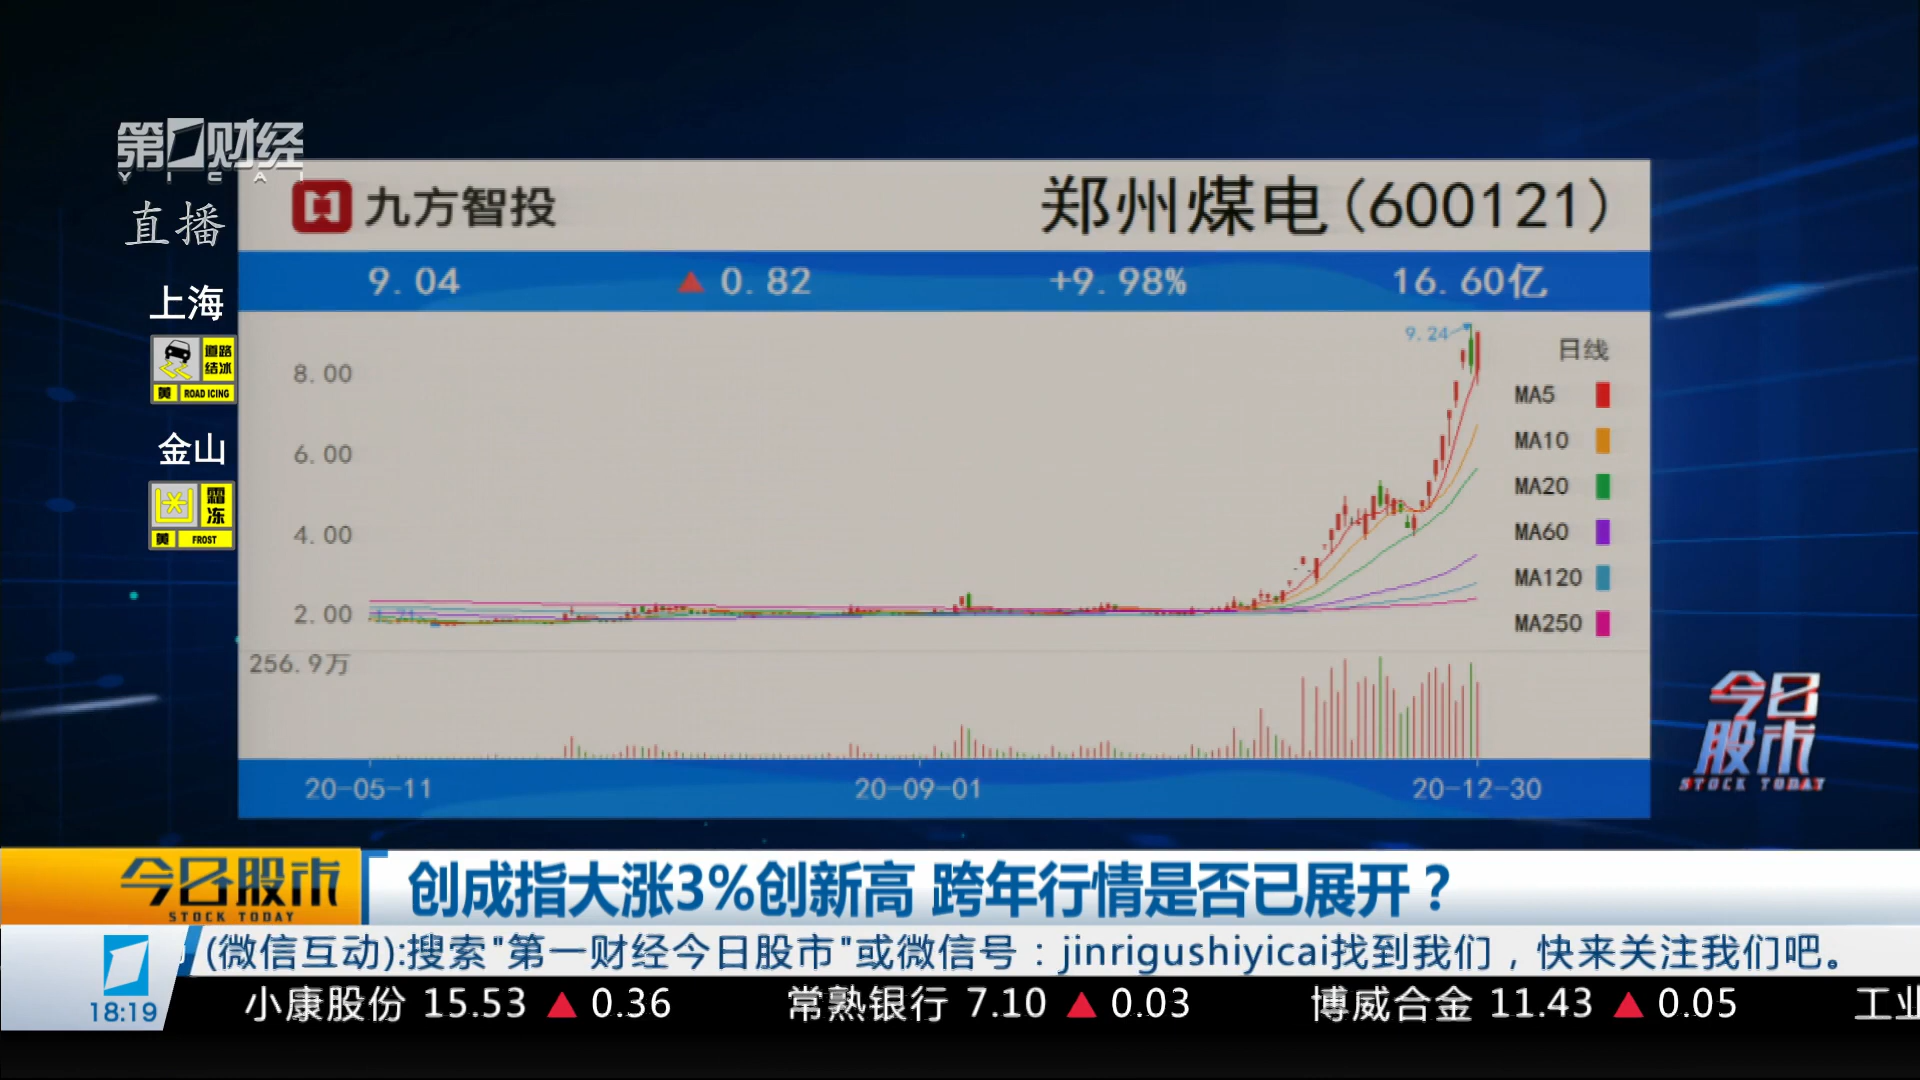 第一财经
YICAI
直播
上海
道路
结冰
黄 ROAD ICING
金山
霜
冻
黄 FROST
九方智投
郑州煤电(600121)
9.04 ▲ 0.82 +9.98% 16.60亿
9.24
日线
8.00
MA5
6.00
MA10
MA20
4.00
MA60
MA120
2.00
1.71
MA250
256.9万
20-05-11 20-09-01 20-12-30
今日
股市
STOCK TODAY
今日股市
STOCK TODAY
创成指大涨3%创新高 跨年行情是否已展开？
(微信互动):搜索"第一财经今日股市"或微信号：jinrigushiyicai找到我们，快来关注我们吧。
18:19
小康股份 15.53 ▲ 0.36 常熟银行 7.10 ▲ 0.03 博威合金 11.43 ▲ 0.05 工业